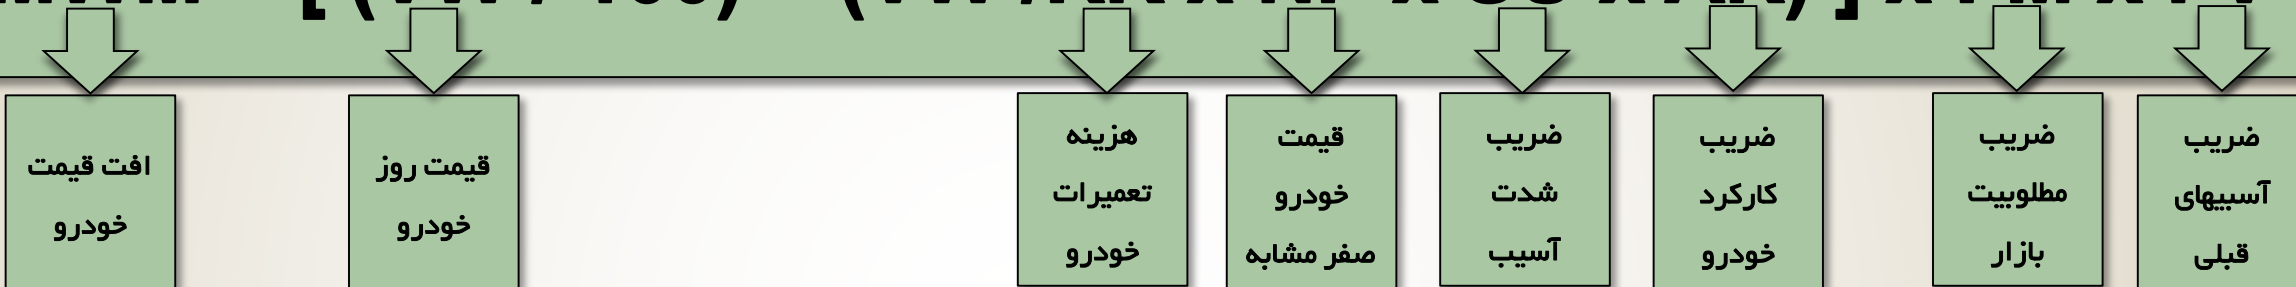 افت قیمت
خودرو
قیمت روز
خودرو
هزینه
تعمیرات
خودرو
قیمت
خودرو
صفر مشابه
ضریب
شدت
آسیب
ضریب
کارکرد
خودرو
ضریب
مطلوبیت
بازار
ضریب
آسیبهای
قبلی